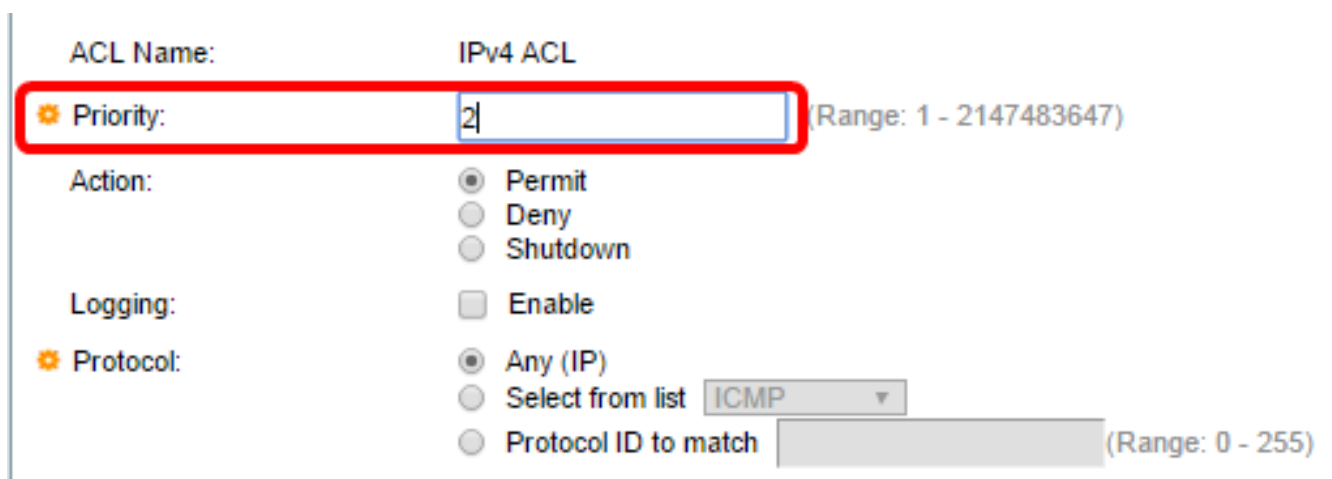 ACL Name: IPv4 ACL
Priority: 2 (Range: 1 - 2147483647)
Action: Permit
Deny
Shutdown
Logging: Enable
Protocol: Any (IP)
Select from list ICMP
Protocol ID to match (Range: 0 - 255)